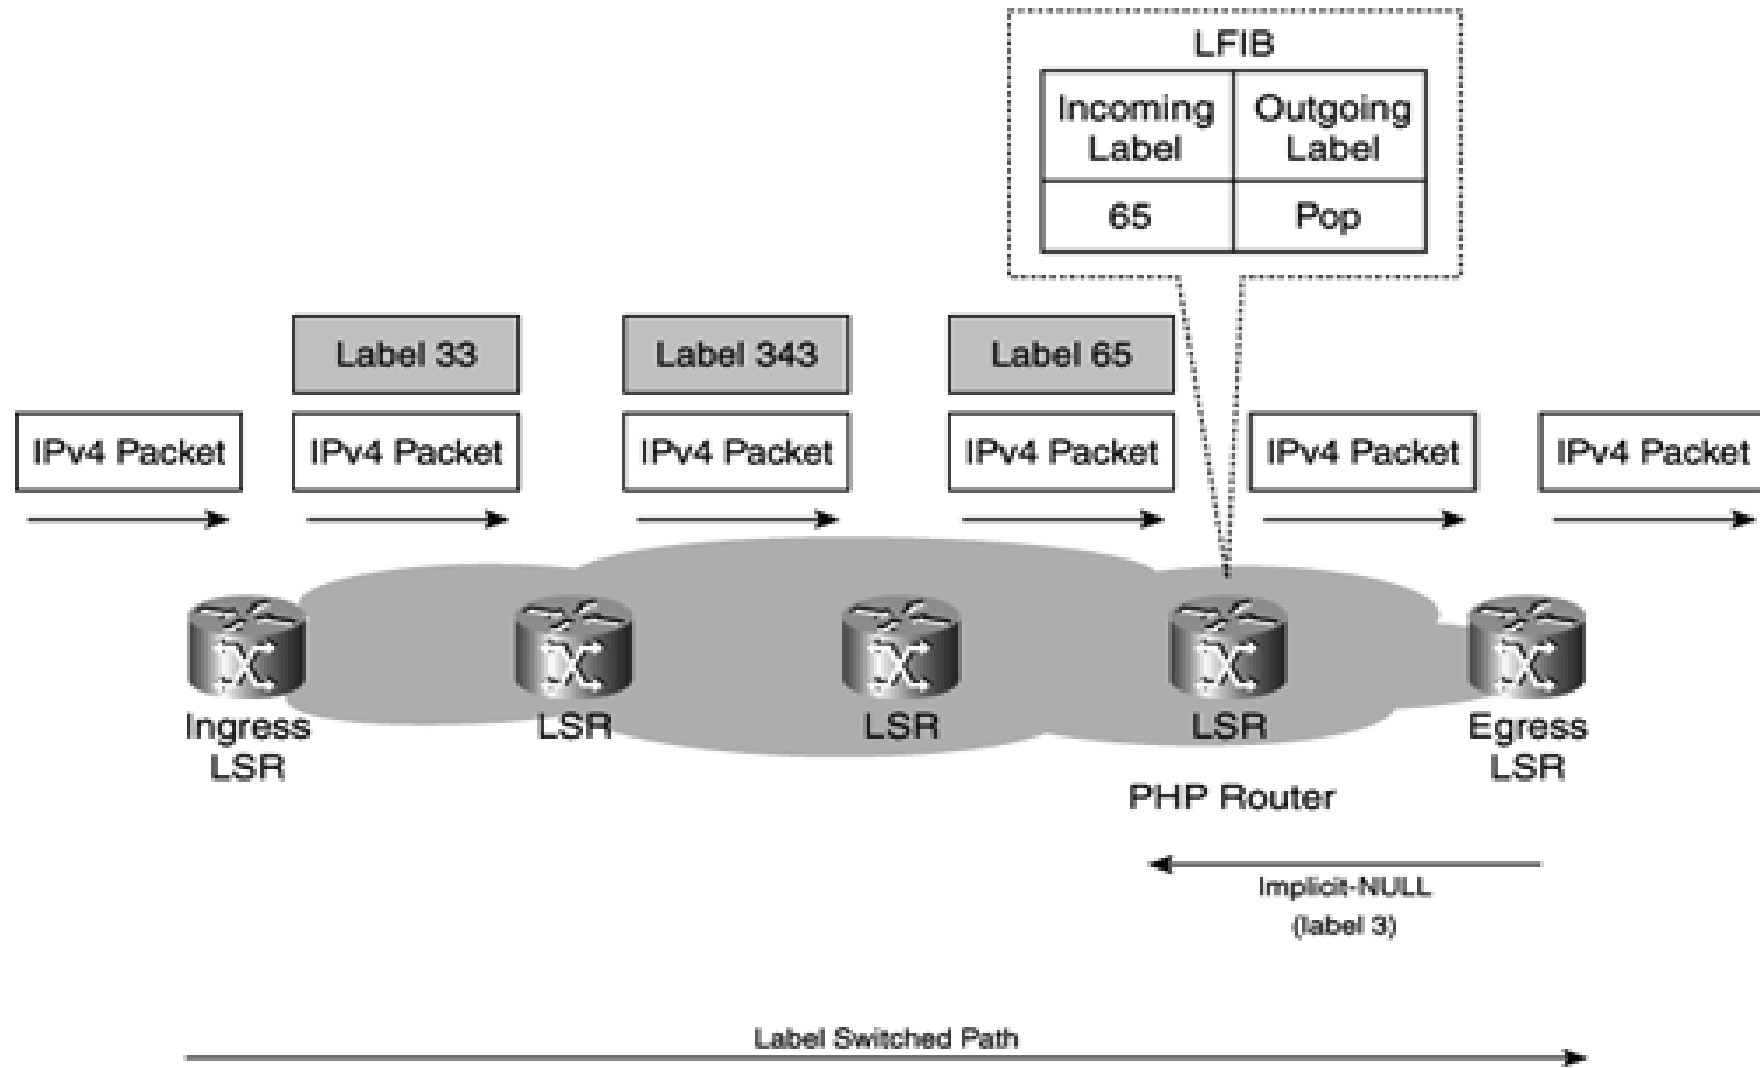 LFIB
Incoming Label
Outgoing Label
65
Pop
Label 33
Label 343
Label 65
IPv4 Packet
IPv4 Packet
IPv4 Packet
IPv4 Packet
IPv4 Packet
IPv4 Packet
Ingress
LSR
LSR
LSR
LSR
Egress
LSR
PHP Router
Implicit-NULL
(label 3)
Label Switched Path